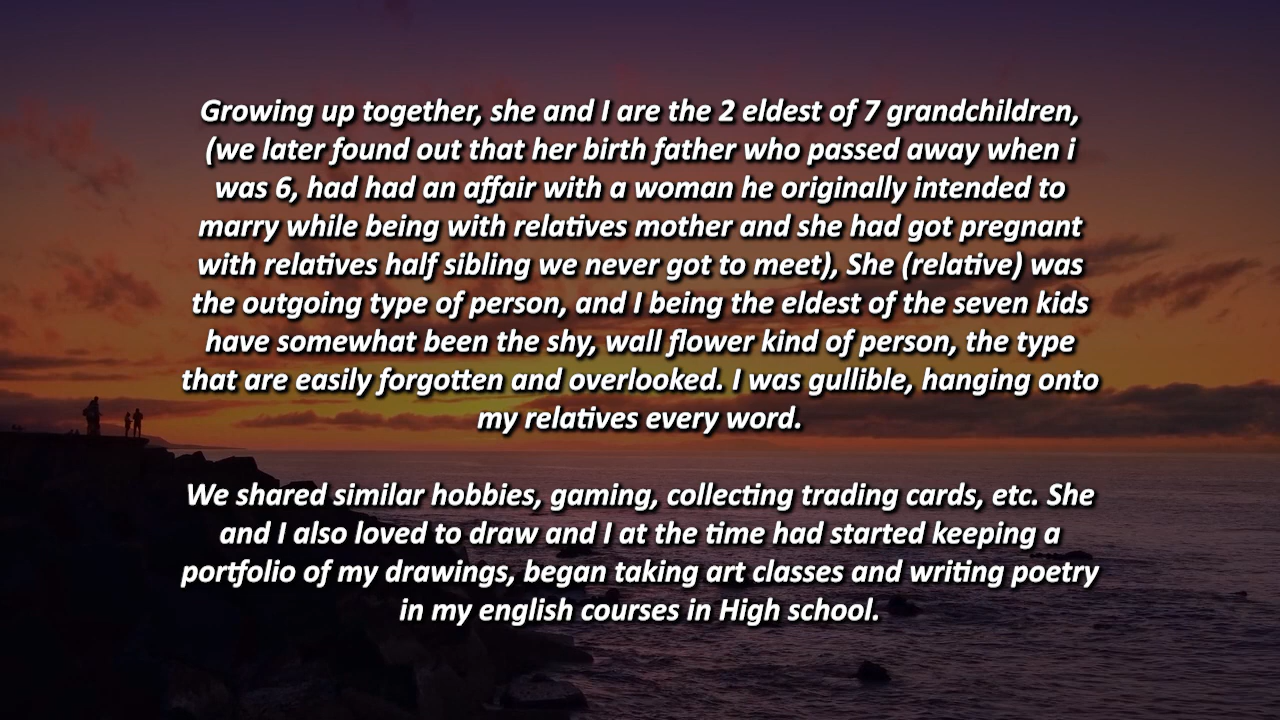 Growing up together, she and I are the 2 eldest of 7 grandchildren,
(we later found out that her birth father who passed away when i
was 6, had had an affair with a woman he originally intended to
marry while being with relatives mother and she had got pregnant
with relatives half sibling we never got to meet), She (relative) was
the outgoing type of person, and I being the eldest of the seven kids
have somewhat been the shy, wall flower kind of person, the type
that are easily forgotten and overlooked. I was gullible, hanging onto
my relatives every word.
We shared similar hobbies, gaming, collecting trading cards, etc. She
and I also loved to draw and I at the time had started keeping a
portfolio of my drawings, began taking art classes and writing poetry
in my english courses in High school.